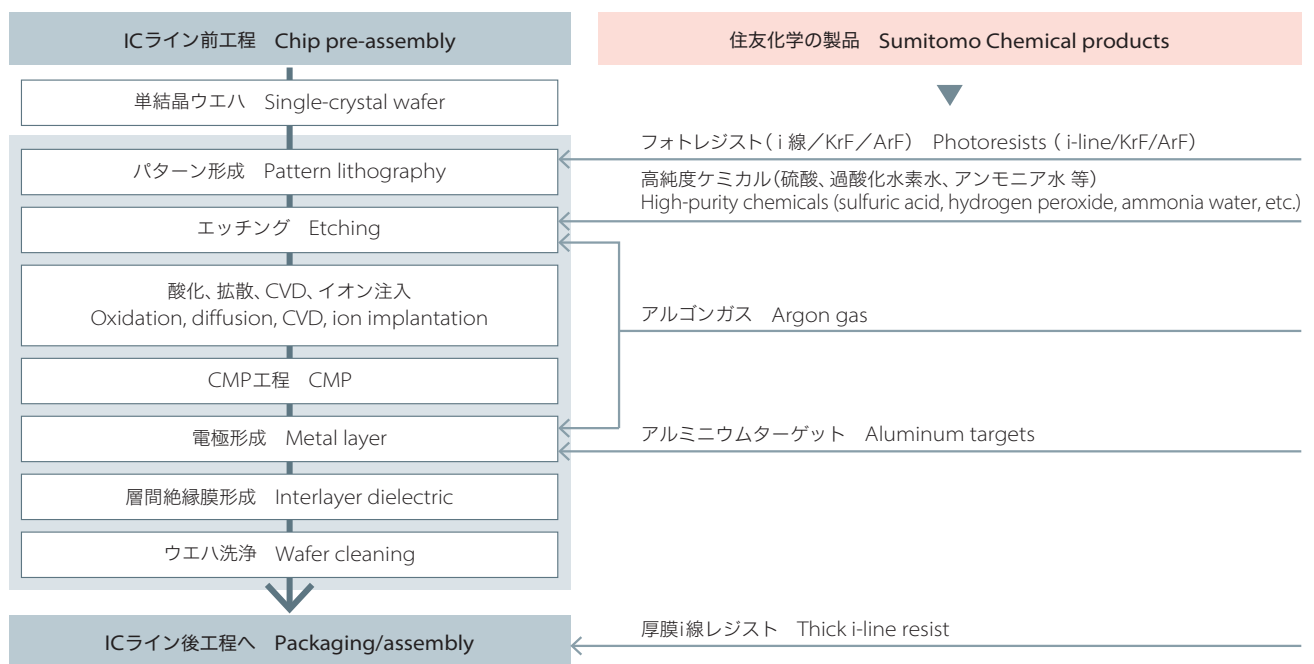 ICライン前工程 Chip pre-assembly
住友化学の製品 Sumitomo Chemical products
単結晶ウエハ Single-crystal wafer
フォトレジスト(i 線／KrF／ArF) Photoresists ( i-line/KrF/ArF)
パターン形成 Pattern lithography
高純度ケミカル(硫酸、過酸化水素水、アンモニア水 等)
High-purity chemicals (sulfuric acid, hydrogen peroxide, ammonia water, etc.)
エッチング Etching
酸化、拡散、CVD、イオン注入
Oxidation, diffusion, CVD, ion implantation
アルゴンガス Argon gas
CMP工程 CMP
電極形成 Metal layer
アルミニウムターゲット Aluminum targets
層間絶縁膜形成 Interlayer dielectric
ウエハ洗浄 Wafer cleaning
ICライン後工程へ Packaging/assembly
厚膜i線レジスト Thick i-line resist